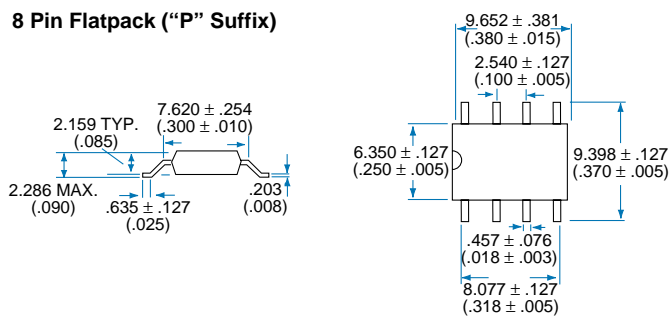 8 Pin Flatpack (“P” Suffix)
9.652 ± .381
(.380 ± .015)
2.540 ± .127
(.100 ± .005)
7.620 ± .254
(.300 ± .010)
2.159 TYP.
(.085)
2.286 MAX.
(.090)
.635 ± .127
(.025)
.203
(.008)
6.350 ± .127
(.250 ± .005)
9.398 ± .127
(.370 ± .005)
.457 ± .076
(.018 ± .003)
8.077 ± .127
(.318 ± .005)